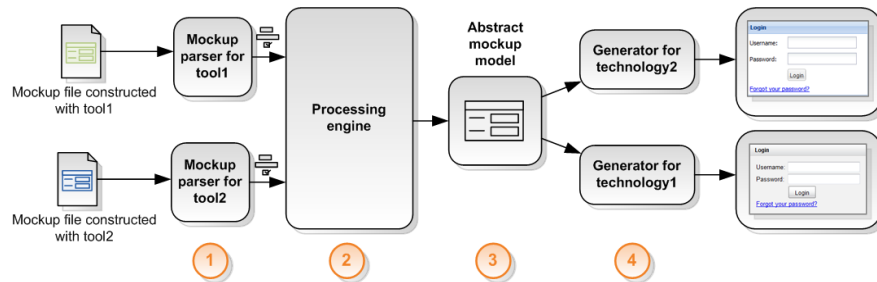 Mockup file constructed
with tool1
Mockup
parser for
tool1
Mockup file constructed
with tool2
Mockup
parser for
tool2
Processing
engine
Abstract
mockup
model
Generator for
technology2
Generator for
technology1
Login
Username:
Password:
Login
Forgot your password?
Login
Username:
Password:
Login
Forgot your password?
1
2
3
4